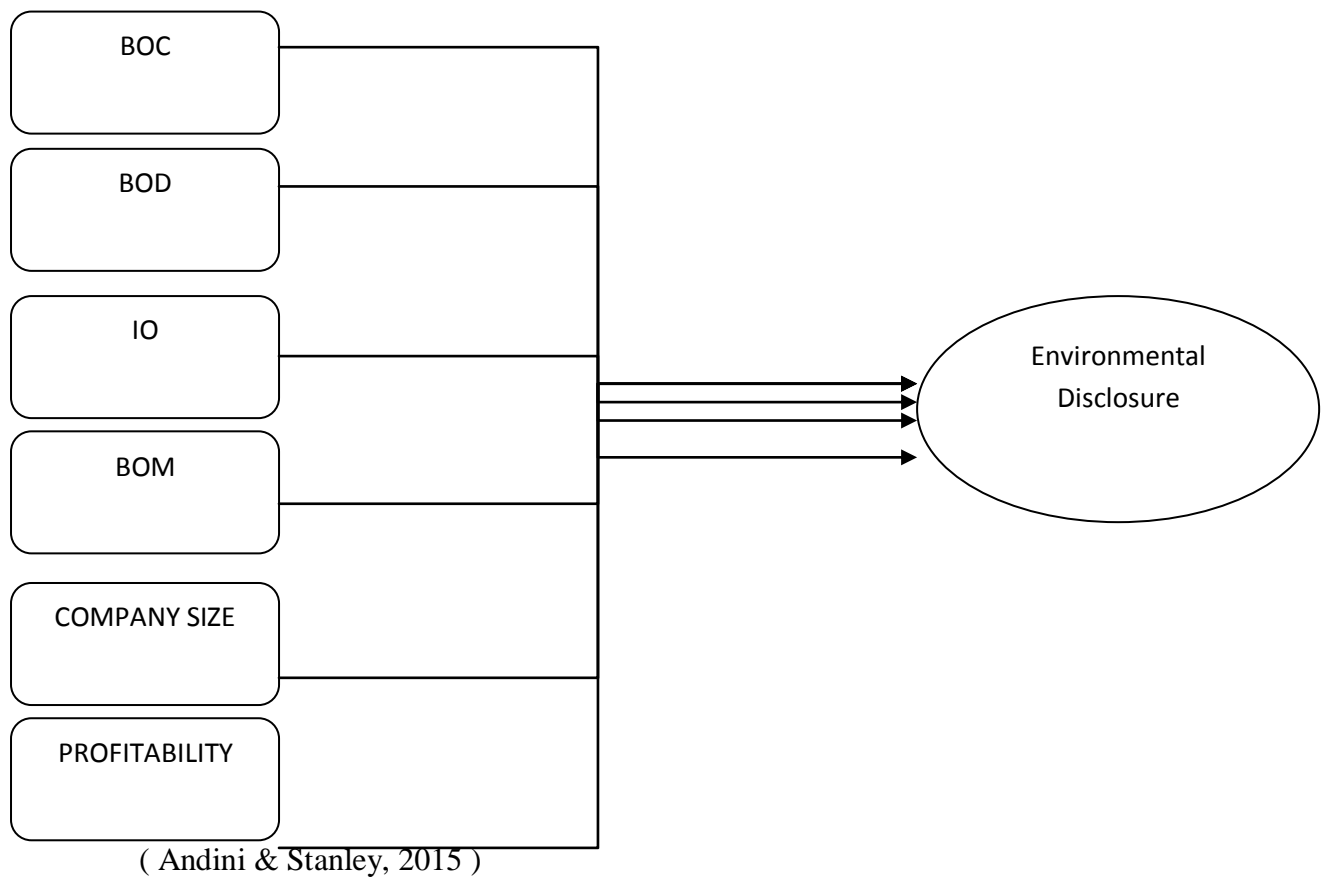 BOC
BOD
IO
BOM
COMPANY SIZE
PROFITABILITY
Environmental
Disclosure
( Andini & Stanley, 2015 )